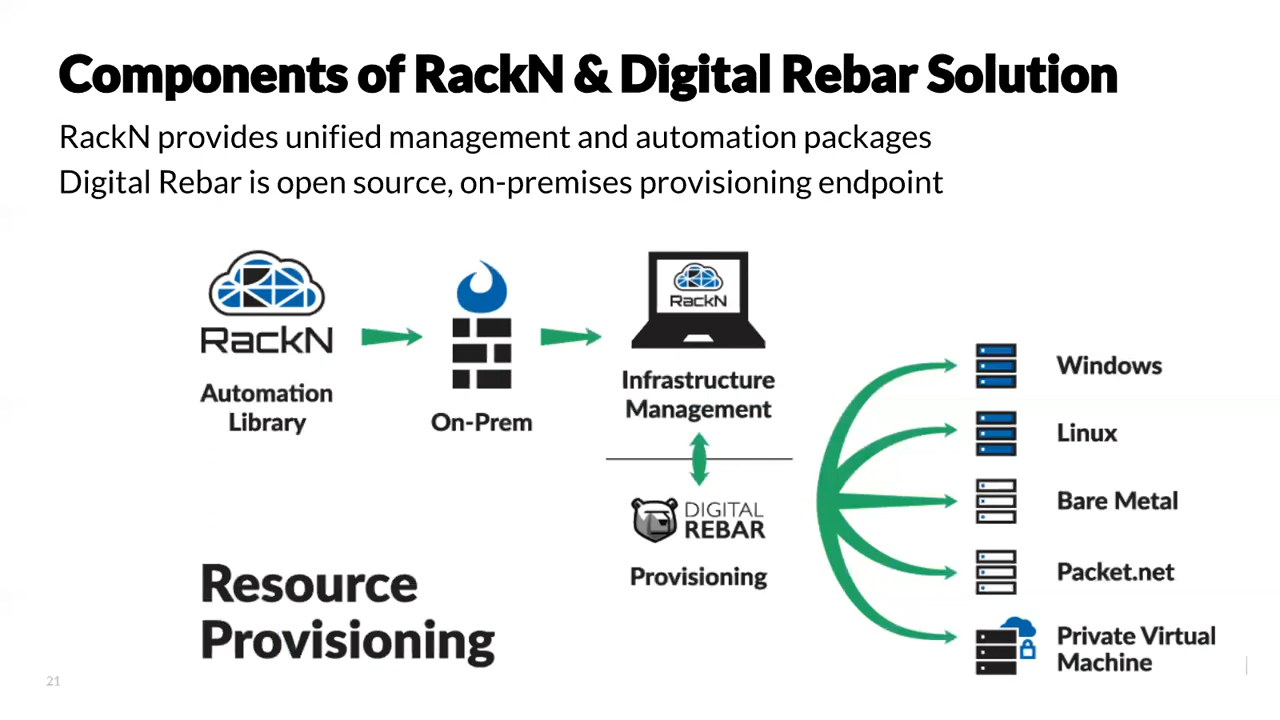 Components of RackN & Digital Rebar Solution
RackN provides unified management and automation packages
Digital Rebar is open source, on-premises provisioning endpoint
RackN
Automation
Library
On-Prem
RackN
Infrastructure
Management
DIGITAL
REBAR
Provisioning
Windows
Linux
Bare Metal
Packet.net
Private Virtual
Machine
Resource
Provisioning
21